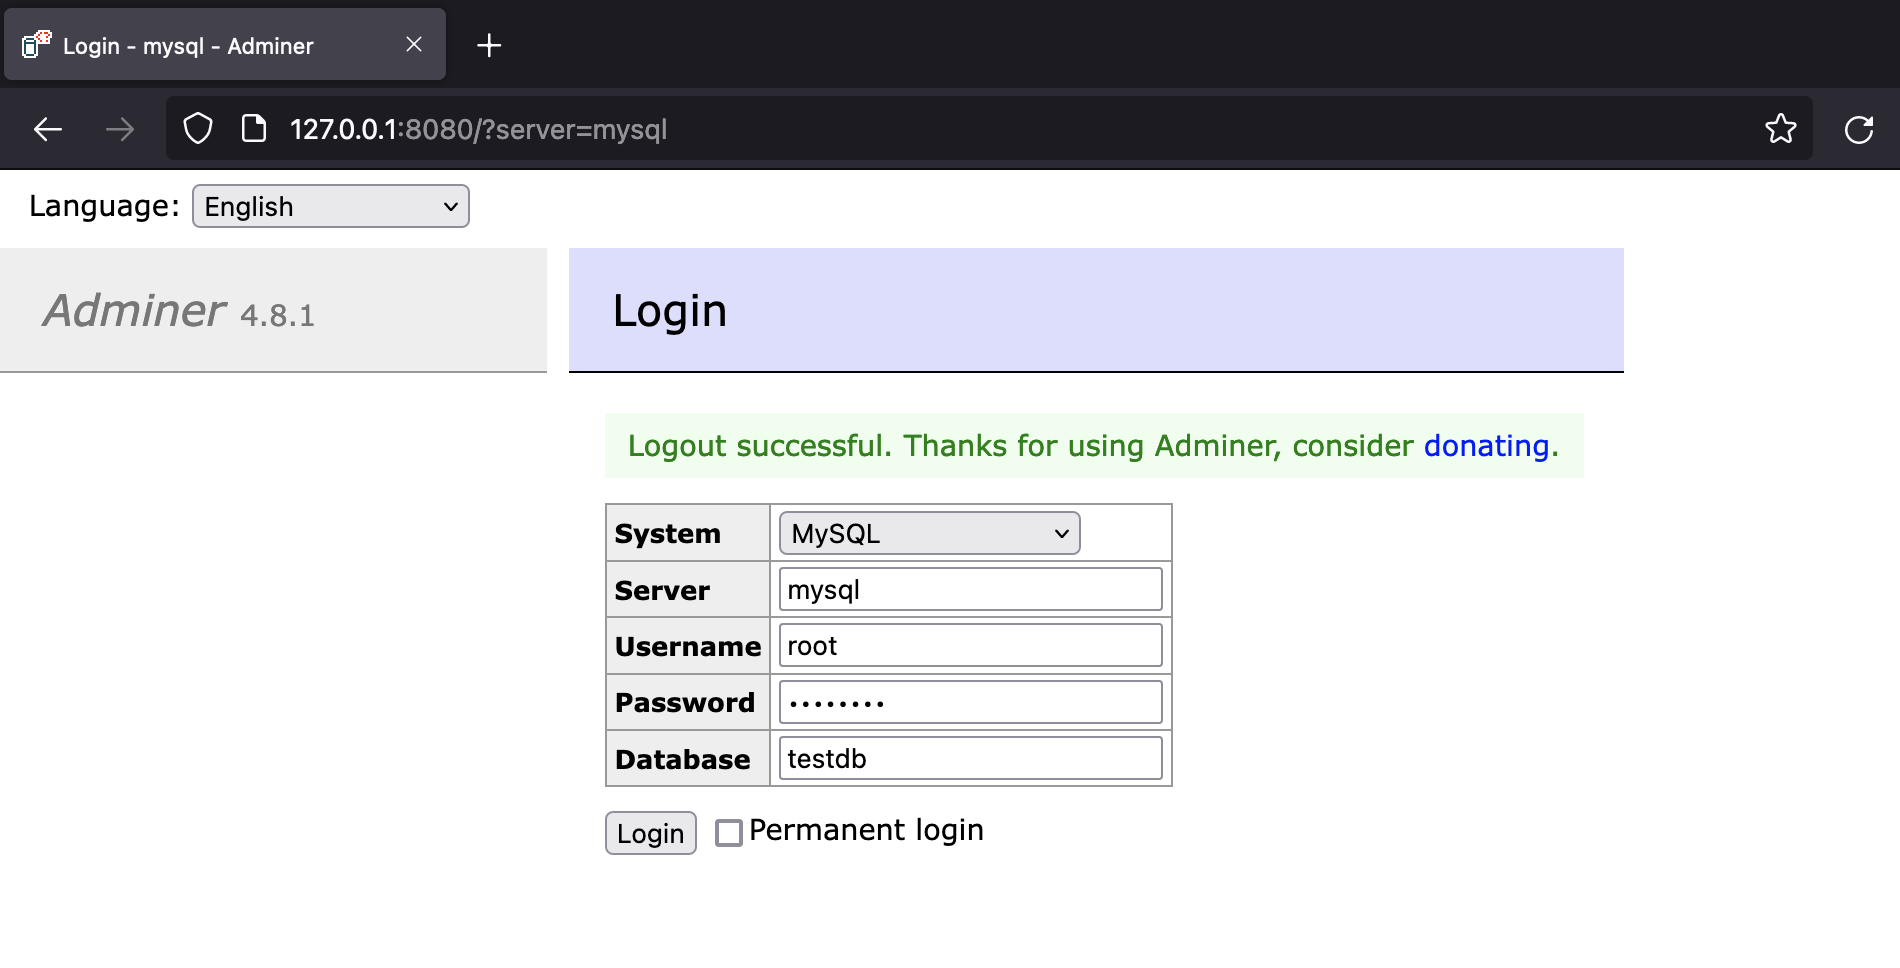 Login - mysql - Adminer
127.0.0.1:8080/?server=mysql
Language: English
Adminer 4.8.1
Login
Logout successful. Thanks for using Adminer, consider donating.
System MySQL
Server mysql
Username root
Password ••••••••
Database testdb
Login Permanent login